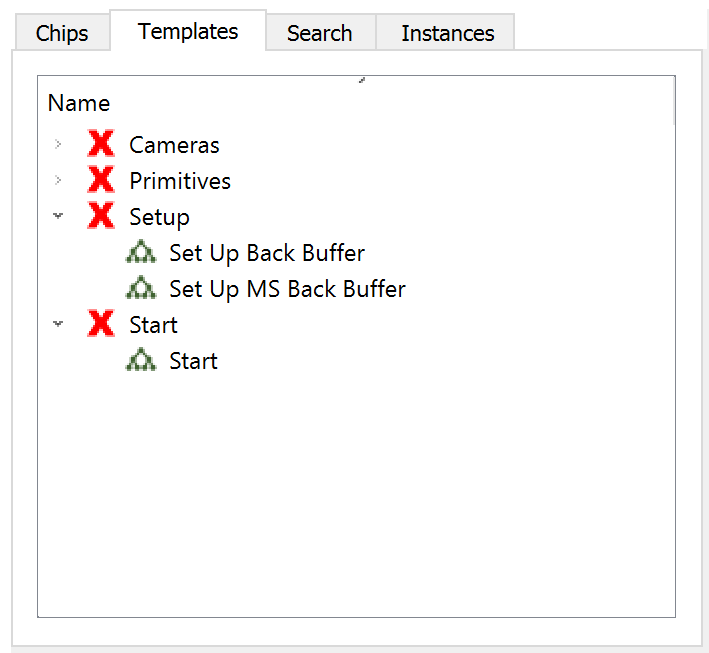 Chips Templates Search Instances
Name
Cameras
Primitives
Setup
Set Up Back Buffer
Set Up MS Back Buffer
Start
Start